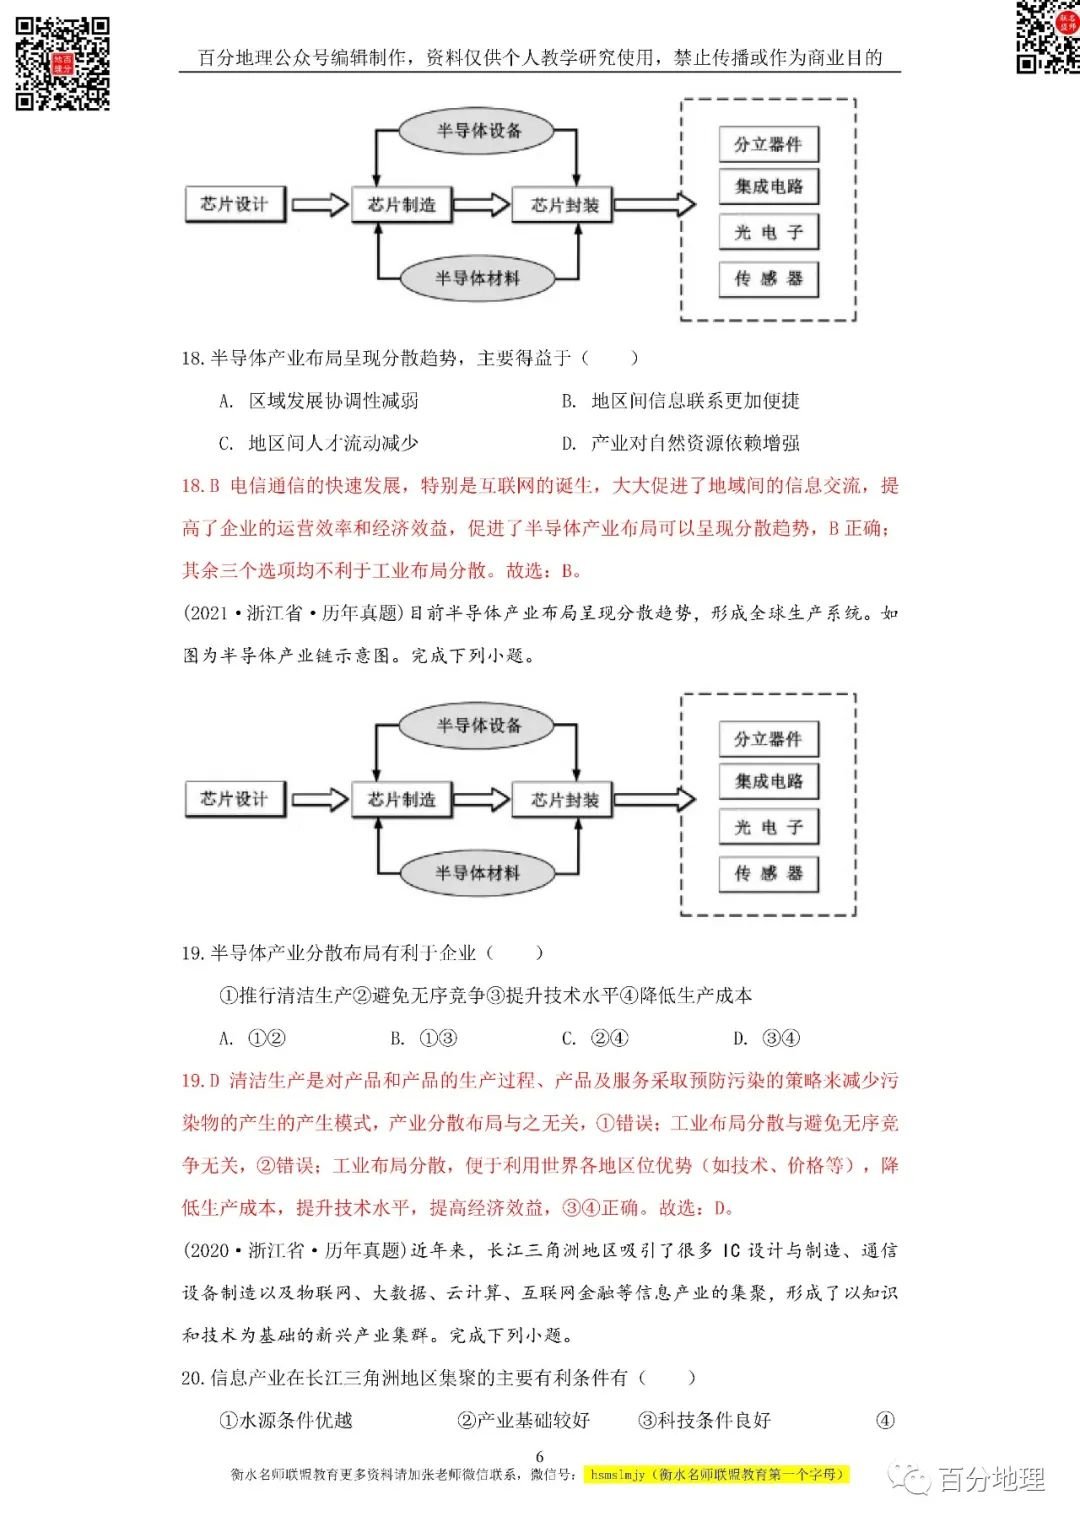 百分地理公众号编辑制作，资料仅供个人教学研究使用，禁止传播或作为商业目的
半导体设备
分立器件
集成电路
芯片设计
芯片制造
芯片封装
光 电 子
半导体材料
传 感 器
18.半导体产业布局呈现分散趋势，主要得益于（　　）
A. 区域发展协调性减弱
B. 地区间信息联系更加便捷
C. 地区间人才流动减少
D. 产业对自然资源依赖增强
18.B 电信通信的快速发展，特别是互联网的诞生，大大促进了地域间的信息交流，提
高了企业的运营效率和经济效益，促进了半导体产业布局可以呈现分散趋势，B 正确；
其余三个选项均不利于工业布局分散。故选：B。
(2021·浙江省·历年真题)目前半导体产业布局呈现分散趋势，形成全球生产系统。如
图为半导体产业链示意图。完成下列小题。
半导体设备
分立器件
集成电路
芯片设计
芯片制造
芯片封装
光 电 子
半导体材料
传 感 器
19.半导体产业分散布局有利于企业（　　）
①推行清洁生产②避免无序竞争③提升技术水平④降低生产成本
A. ①②
B. ①③
C. ②④
D. ③④
19.D 清洁生产是对产品和产品的生产过程、产品及服务采取预防污染的策略来减少污
染物的产生的产生模式，产业分散布局与之无关，①错误；工业布局分散与避免无序竞
争无关，②错误；工业布局分散，便于利用世界各地区位优势（如技术、价格等），降
低生产成本，提升技术水平，提高经济效益，③④正确。故选：D。
(2020·浙江省·历年真题)近年来，长江三角洲地区吸引了很多 IC 设计与制造、通信
设备制造以及物联网、大数据、云计算、互联网金融等信息产业的集聚，形成了以知识
和技术为基础的新兴产业集群。完成下列小题。
20.信息产业在长江三角洲地区集聚的主要有利条件有（　　）
①水源条件优越　②产业基础较好　③科技条件良好　④
6
衡水名师联盟教育更多资料请加张老师微信联系，微信号： hsmslmjy（衡水名师联盟教育第一个字母）
百分地理